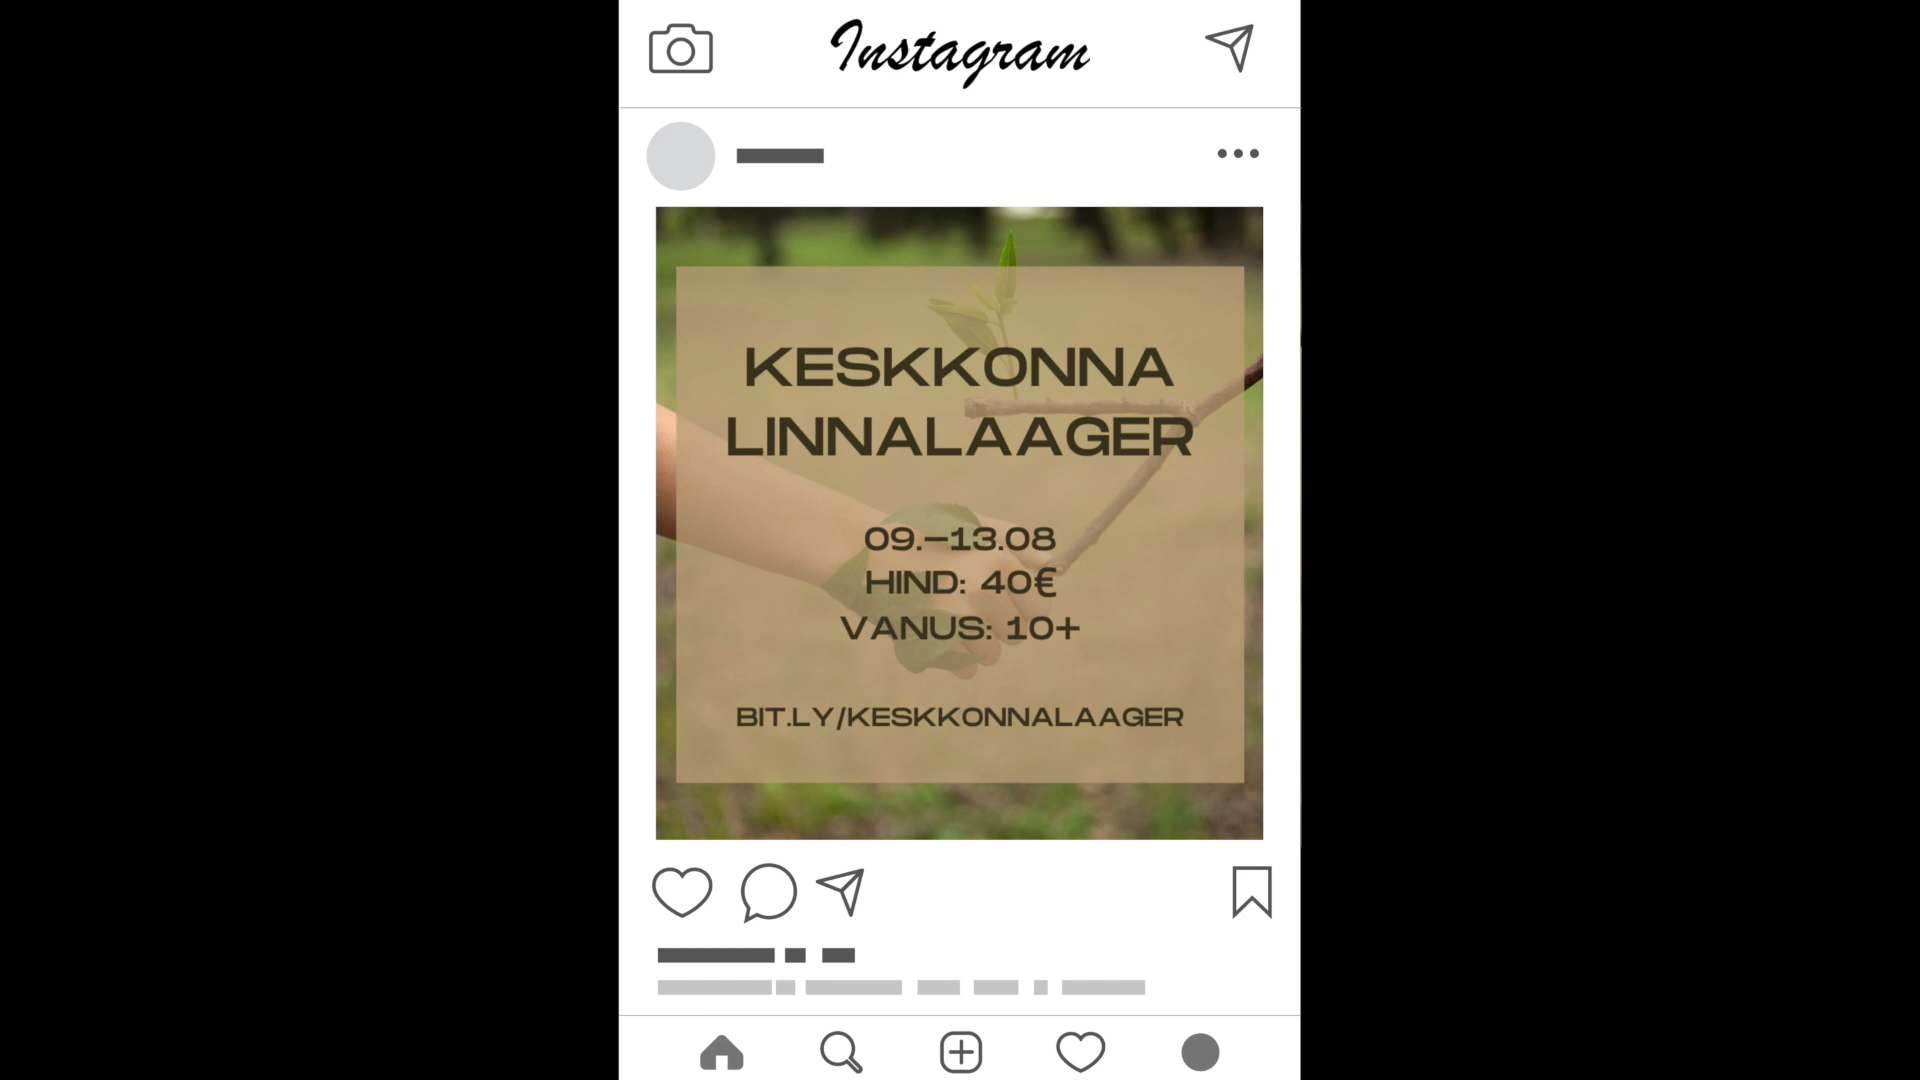 Instagram
KESKKONNA
LINNALAAGER
09.–13.08
HIND: 40€
VANUS: 10+
BIT.LY/KESKKONNALAAGER